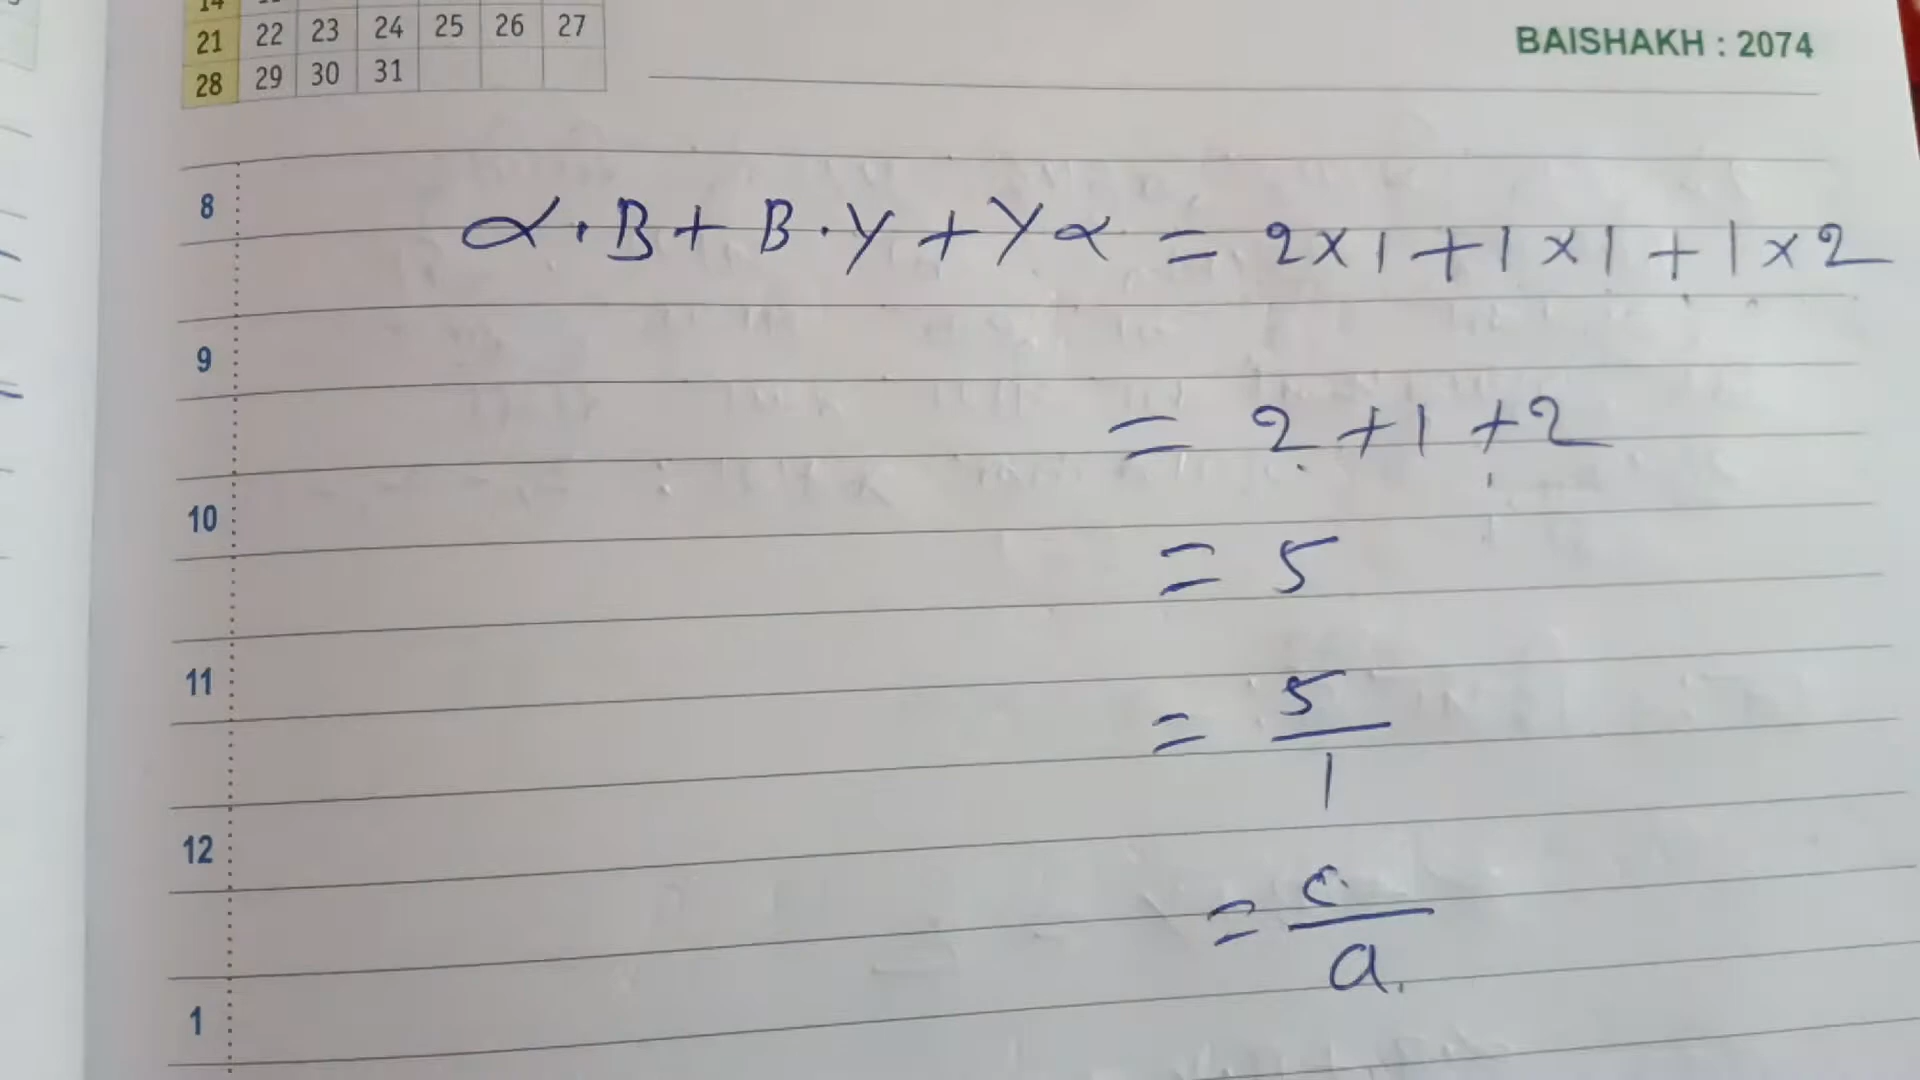 14
21 22 23 24 25 26 27
28 29 30 31
BAISHAKH : 2074
8
α.B + B.γ + γα = 2×1 + 1×1 + 1×2
9
= 2 + 1 + 2
10
= 5
11
= 5/1
12
= c/a.
1